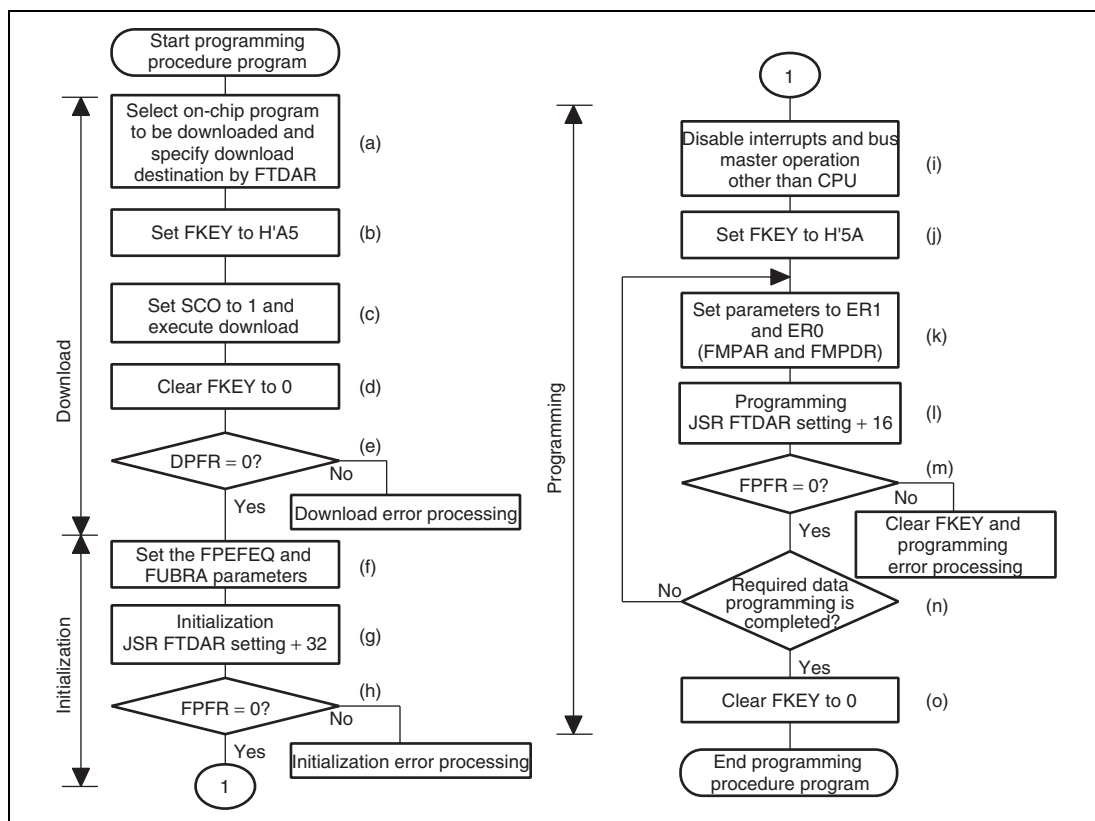 Start programming
procedure program
Select on-chip program
to be downloaded and
specify download
destination by FTDAR
(a)
Set FKEY to H'A5
(b)
Set SCO to 1 and
execute download
(c)
Clear FKEY to 0
(d)
DPFR = 0?
(e)
No
Yes
Download error processing
Download
Set the FPEFEQ and
FUBRA parameters
(f)
Initialization
JSR FTDAR setting + 32
(g)
FPFR = 0?
(h)
No
Yes
Initialization error processing
Initialization
1
1
Disable interrupts and bus
master operation
other than CPU
(i)
Set FKEY to H'5A
(j)
Set parameters to ER1
and ER0
(FMPAR and FMPDR)
(k)
Programming
JSR FTDAR setting + 16
(l)
FPFR = 0?
(m)
No
Yes
Clear FKEY and
programming
error processing
Required data
programming is
completed?
(n)
No
Yes
Clear FKEY to 0
(o)
Programming
End programming
procedure program